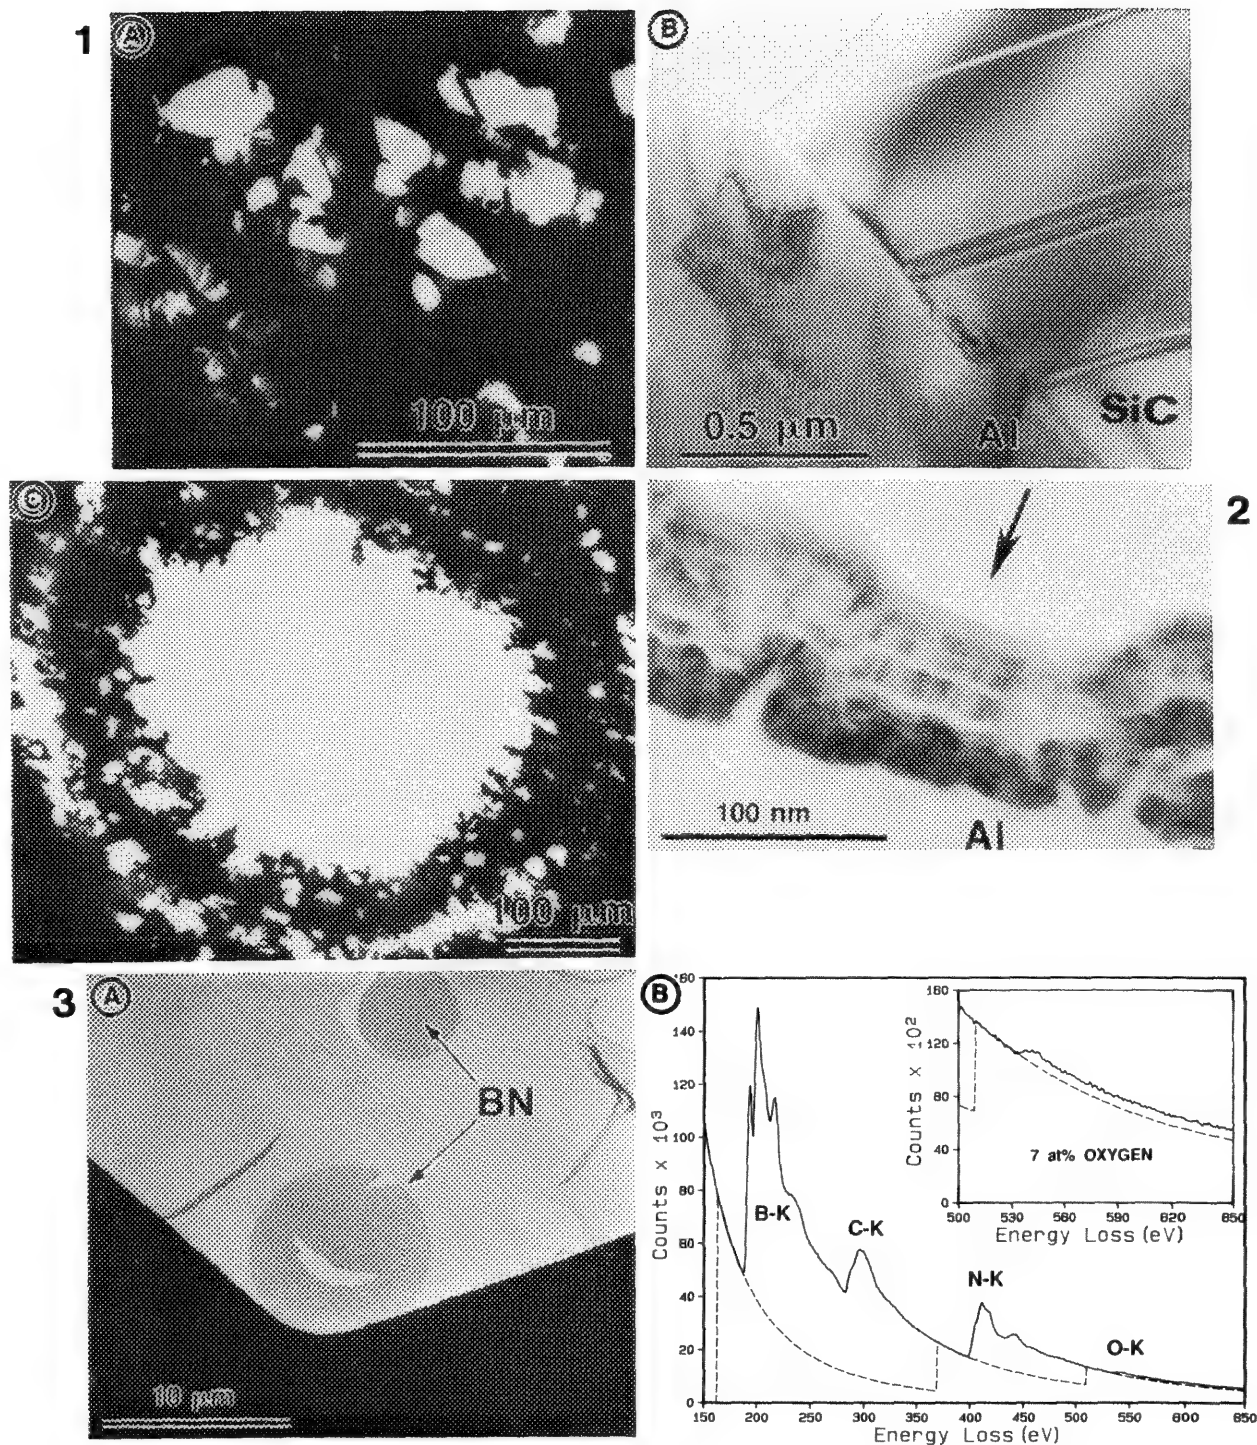 1 A B
100 µm
0.5 µm Al SiC
C 2
100 nm
Al
100 µm
3 A BN
10 µm
B
160
140
120
100
80
60
40
20
0
Counts x 10³
150 200 250 300 350 400 450 500 550 600 650
Energy Loss (eV)
B-K
C-K
N-K
O-K
180
120
80
40
0
Counts x 10²
500 530 560 590 620 650
Energy Loss (eV)
7 at% OXYGEN